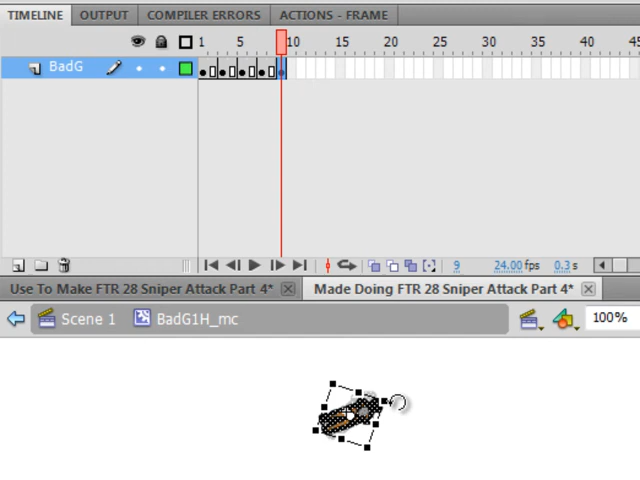 TIMELINE OUTPUT COMPILER ERRORS ACTIONS - FRAME
1 5 10 15 20 25 30 35 40 45
BadG
9 24.00 fps 0.3 s
Use To Make FTR 28 Sniper Attack Part 4* Made Doing FTR 28 Sniper Attack Part 4*
Scene 1 BadG1H_mc 100%